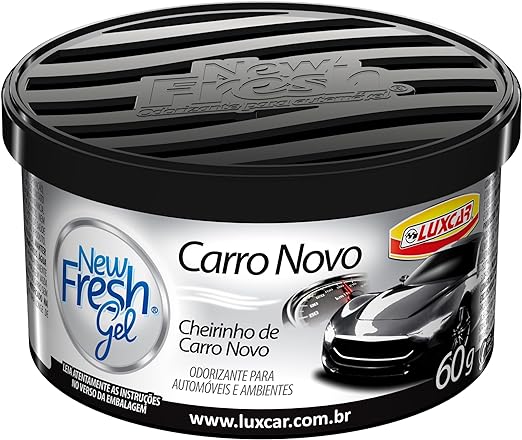 New
Fresh®
Odorizante para automóvel
LUXCAR
New
Fresh®
Gel
Carro Novo
Cheirinho de
Carro Novo
ODORIZANTE PARA
AUTOMÓVEIS E AMBIENTES
60g
LEIA ATENTAMENTE AS INSTRUÇÕES
NO VERSO DA EMBALAGEM
www.luxcar.com.br